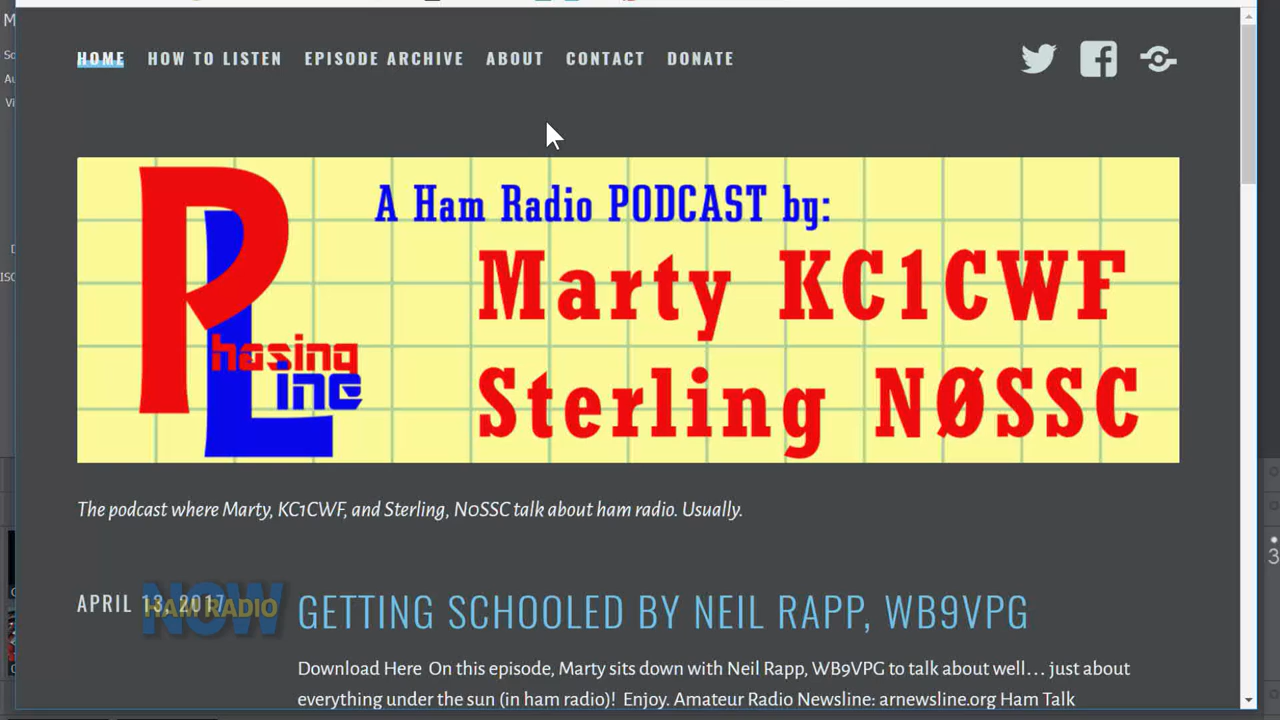 HOME HOW TO LISTEN EPISODE ARCHIVE ABOUT CONTACT DONATE
A Ham Radio PODCAST by:
Marty KC1CWF
Sterling NØSSC
Phasing
Line
The podcast where Marty, KC1CWF, and Sterling, N0SSC talk about ham radio. Usually.
APRIL 13, 2017
HAM RADIO NOW
GETTING SCHOOLED BY NEIL RAPP, WB9VPG
Download Here On this episode, Marty sits down with Neil Rapp, WB9VPG to talk about well… just about
everything under the sun (in ham radio)! Enjoy. Amateur Radio Newsline: arnewsline.org Ham Talk